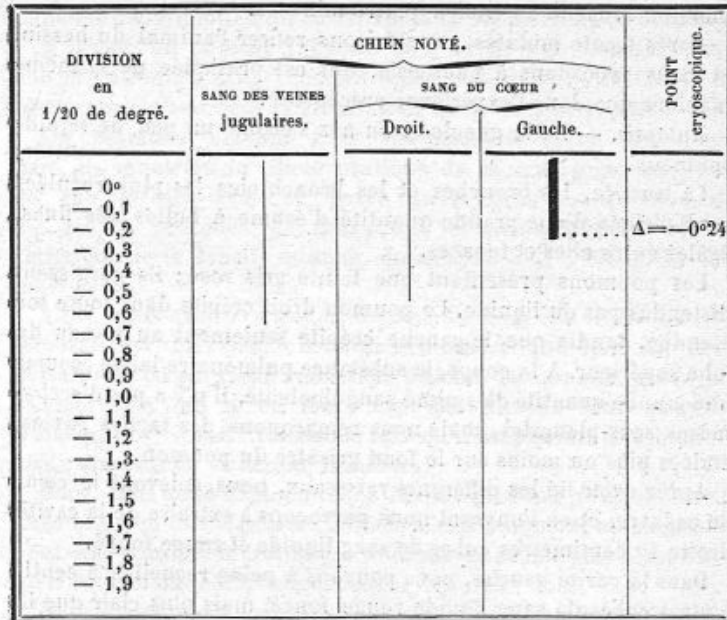 CHIEN NOYÉ.
DIVISION
en
1/20 de degré.
SANG DES VEINES
jugulaires.
SANG DU CŒUR
Droit.
Gauche.
POINT
cryoscopique.
— 0°
— 0,1
— 0,2
— 0,3
— 0,4
— 0,5
— 0,6
— 0,7
— 0,8
— 0,9
— 1,0
— 1,1
— 1,2
— 1,3
— 1,4
— 1,5
— 1,6
— 1,7
— 1,8
— 1,9
...... Δ=—0°24